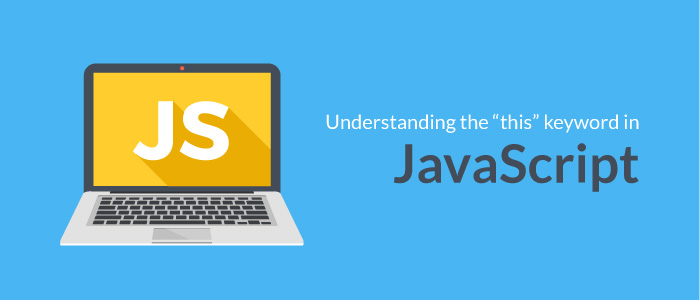 JS
Understanding the “this” keyword in
JavaScript